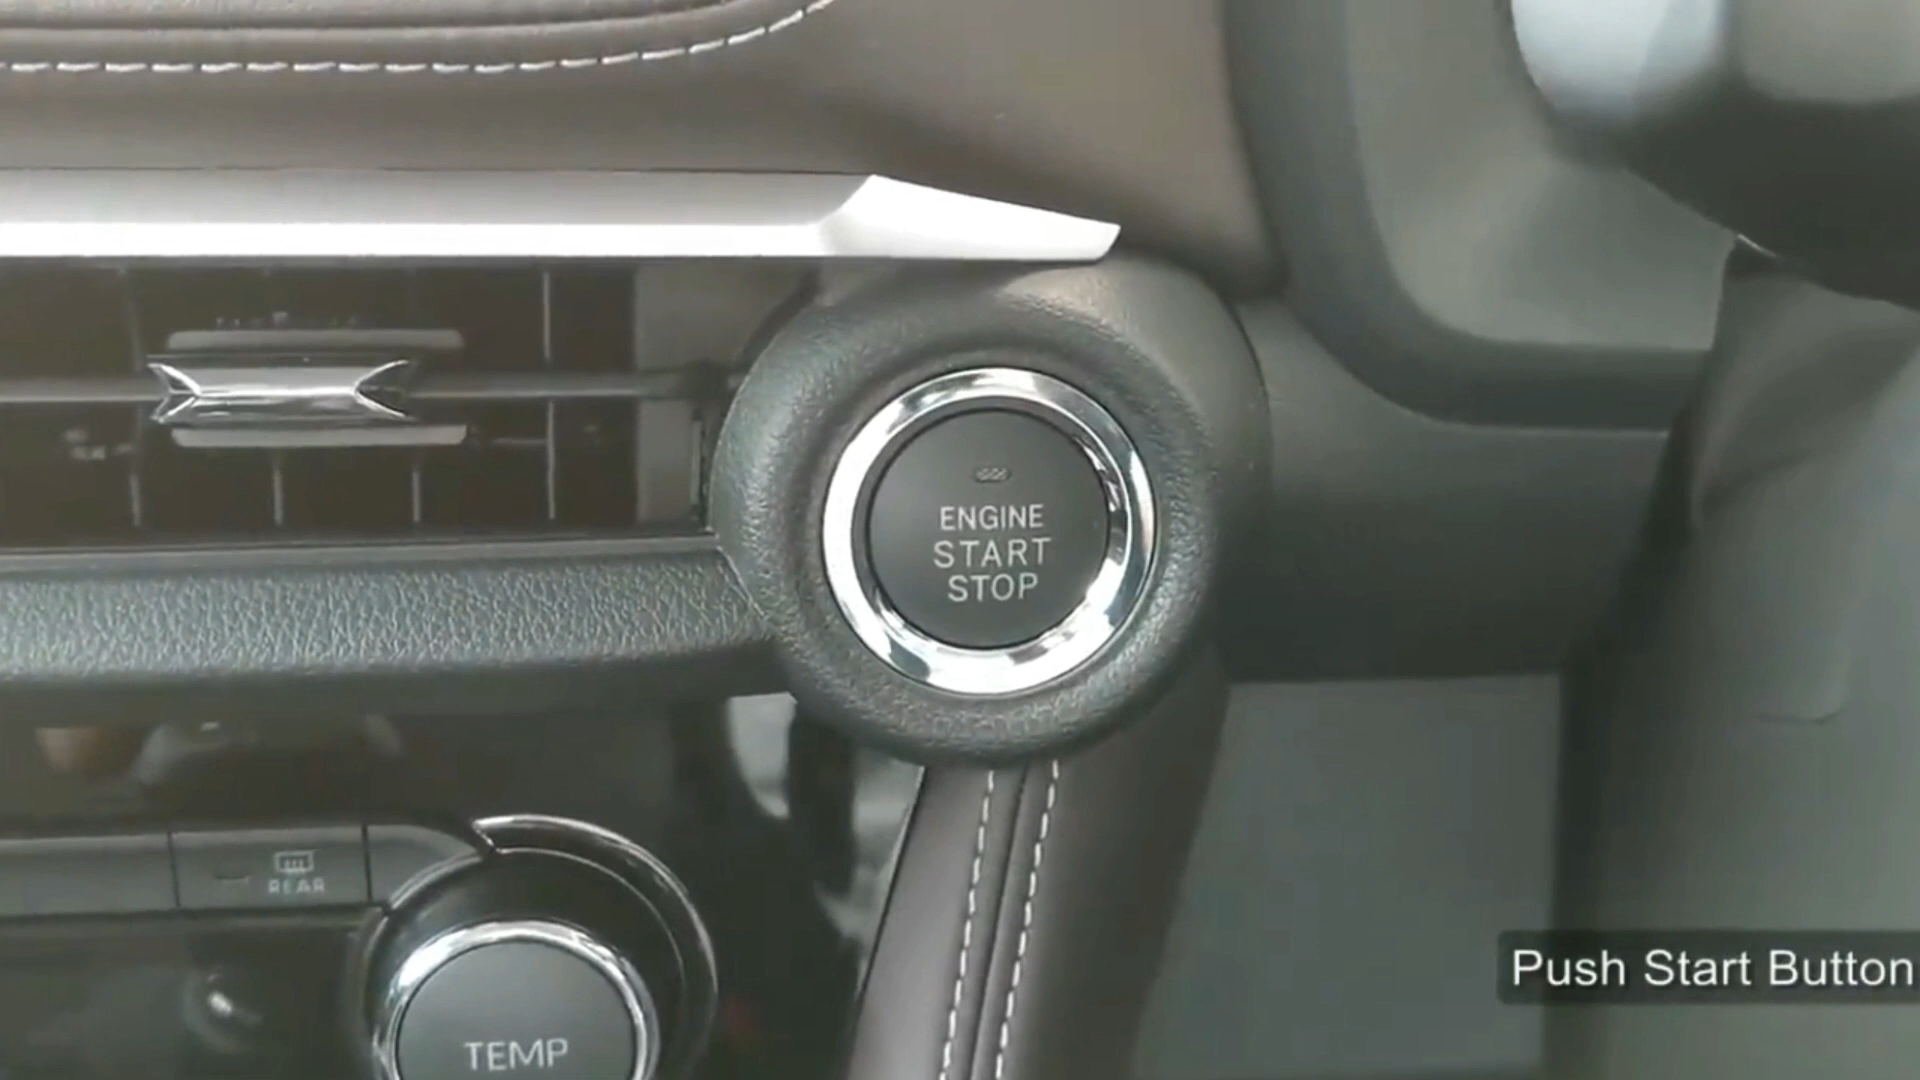 ENGINE
START
STOP
REAR
Push Start Button
TEMP